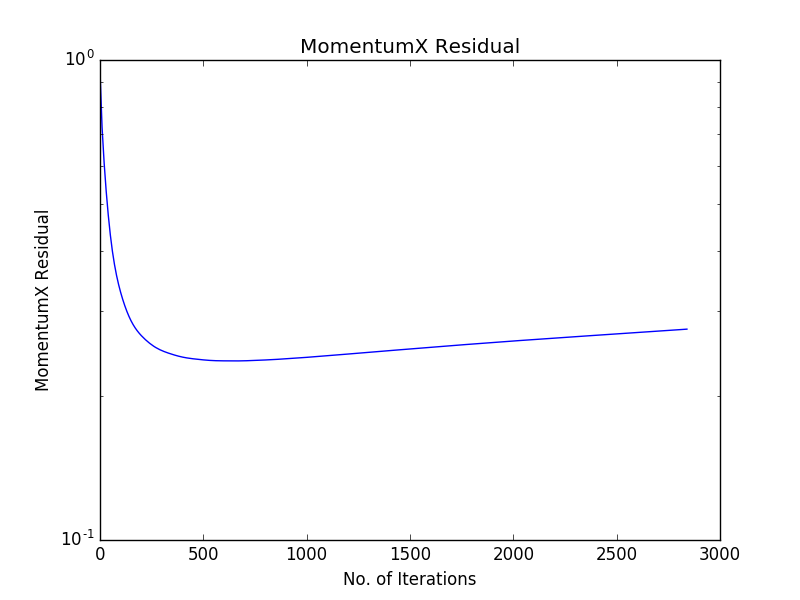 MomentumX Residual
10^0
MomentumX Residual
10^-1
0 500 1000 1500 2000 2500 3000
No. of Iterations